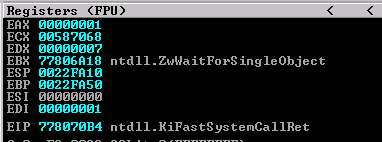 Registers (FPU) < <
EAX 00000001
ECX 00587068
EDX 00000007
EBX 77806A18 ntdll.ZwWaitForSingleObject
ESP 0022FA10
EBP 0022FA50
ESI 00000000
EDI 00000001
EIP 778070B4 ntdll.KiFastSystemCallRet